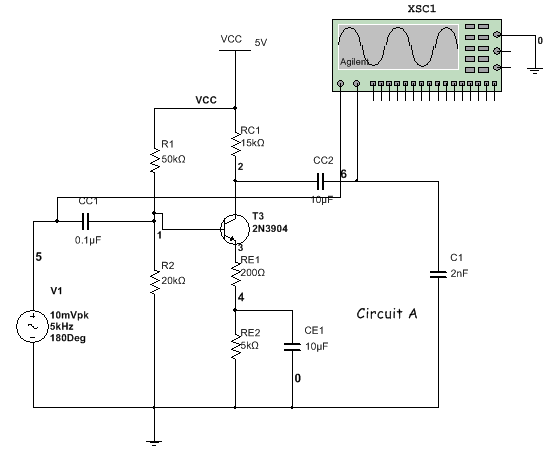 XSC1
VCC
5V
0
Agilent
VCC
R1
50kΩ
RC1
15kΩ
2
CC2
6
10µF
CC1
0.1µF
1
T3
2N3904
3
5
R2
20kΩ
RE1
200Ω
4
C1
2nF
V1
10mVpk
5kHz
180Deg
RE2
5kΩ
CE1
10µF
Circuit A
0